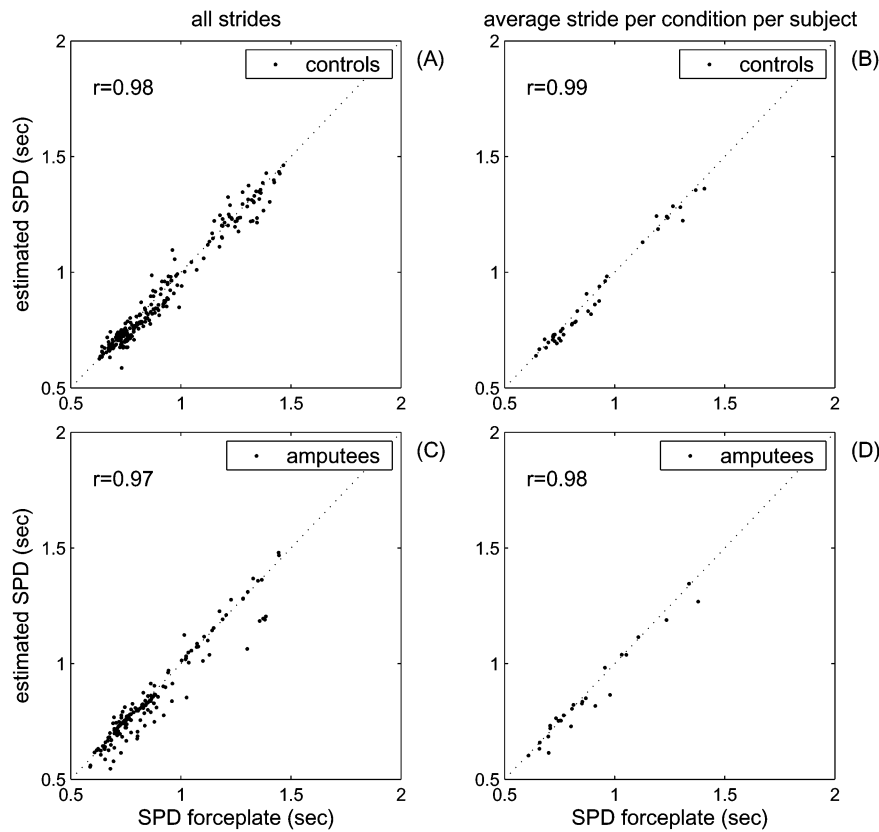 all strides
average stride per condition per subject
2
controls
(A)
r=0.98
1.5
estimated SPD (sec)
1
0.5
0.5 1 1.5 2
2
controls
(B)
r=0.99
1.5
1
0.5
0.5 1 1.5 2
2
amputees
(C)
r=0.97
1.5
estimated SPD (sec)
1
0.5
0.5 1 1.5 2
SPD forceplate (sec)
2
amputees
(D)
r=0.98
1.5
1
0.5
0.5 1 1.5 2
SPD forceplate (sec)